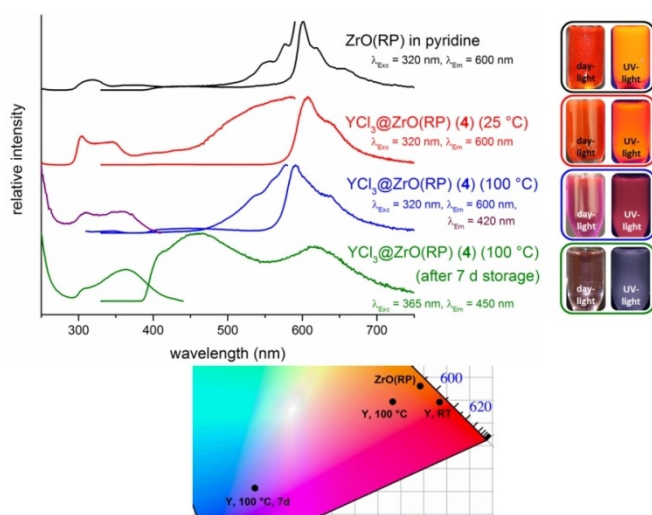 ZrO(RP) in pyridine
λExc = 320 nm, λEm = 600 nm
YCl3@ZrO(RP) (4) (25 °C)
λExc = 320 nm, λEm = 600 nm
YCl3@ZrO(RP) (4) (100 °C)
λExc = 320 nm, λEm = 600 nm,
λEm = 420 nm
YCl3@ZrO(RP) (4) (100 °C)
(after 7 d storage)
λExc = 365 nm, λEm = 450 nm
relative intensity
300 400 500 600 700
wavelength (nm)
day-
light
UV-
light
day-
light
UV-
light
day-
light
UV-
light
day-
light
UV-
light
ZrO(RP)
600
Y, 100 °C
Y, RT
620
Y, 100 °C, 7d